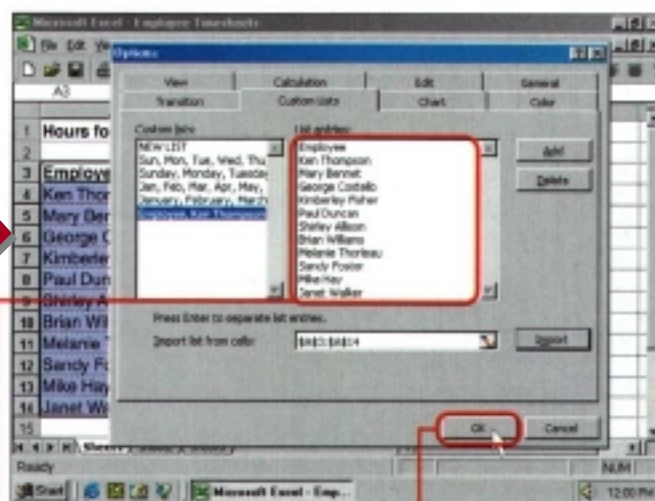 Microsoft Excel - Employee Timesheets
File Edit
Options
View Calculation Edit General
Transition Custom Lists Chart Color
A3
Custom lists: List entries:
NEW LIST
Sun, Mon, Tue, Wed, Thu
Sunday, Monday, Tuesday
Jan, Feb, Mar, Apr, May,
January, February, March
Employee, Ken Thompson
Employee
Ken Thompson
Mary Bennet
George Costello
Kimberley Fisher
Paul Duncan
Shirley Allison
Brian Williams
Melanie Thorleau
Sandy Foster
Mike Hay
Janet Walker
Add
Delete
Press Enter to separate list entries.
Import list from cells: $A$3:$A$14 Import
OK Cancel
1 Hours fo
2
3 Employe
4 Ken Thor
5 Mary Ber
6 George C
7 Kimberle
8 Paul Dun
9 Shirley A
10 Brian Wil
11 Melanie T
12 Sandy Fo
13 Mike Hay
14 Janet Wa
15
Ready NUM
Start Microsoft Excel - Emp... 12:00 PM